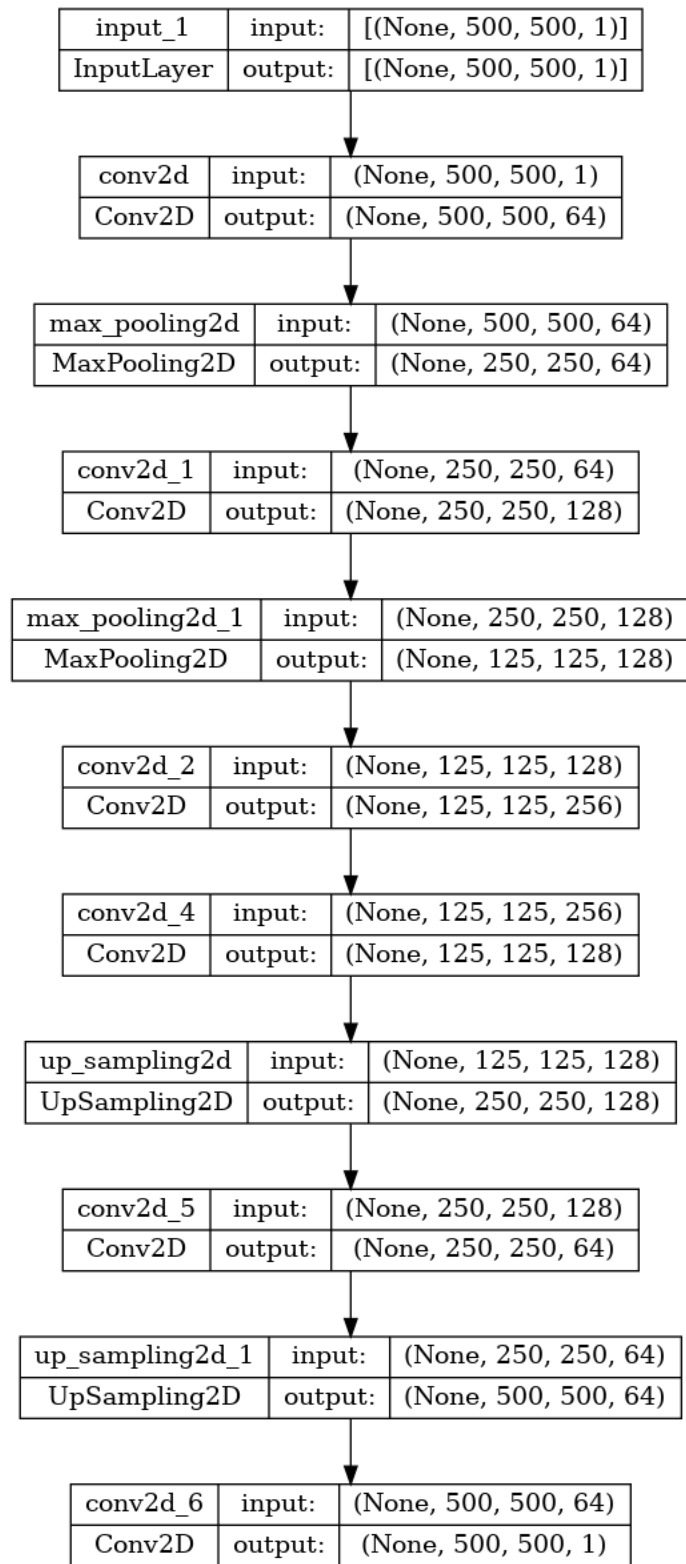 input_1 input: [(None, 500, 500, 1)]
InputLayer output: [(None, 500, 500, 1)]
conv2d input: (None, 500, 500, 1)
Conv2D output: (None, 500, 500, 64)
max_pooling2d input: (None, 500, 500, 64)
MaxPooling2D output: (None, 250, 250, 64)
conv2d_1 input: (None, 250, 250, 64)
Conv2D output: (None, 250, 250, 128)
max_pooling2d_1 input: (None, 250, 250, 128)
MaxPooling2D output: (None, 125, 125, 128)
conv2d_2 input: (None, 125, 125, 128)
Conv2D output: (None, 125, 125, 256)
conv2d_4 input: (None, 125, 125, 256)
Conv2D output: (None, 125, 125, 128)
up_sampling2d input: (None, 125, 125, 128)
UpSampling2D output: (None, 250, 250, 128)
conv2d_5 input: (None, 250, 250, 128)
Conv2D output: (None, 250, 250, 64)
up_sampling2d_1 input: (None, 250, 250, 64)
UpSampling2D output: (None, 500, 500, 64)
conv2d_6 input: (None, 500, 500, 64)
Conv2D output: (None, 500, 500, 1)